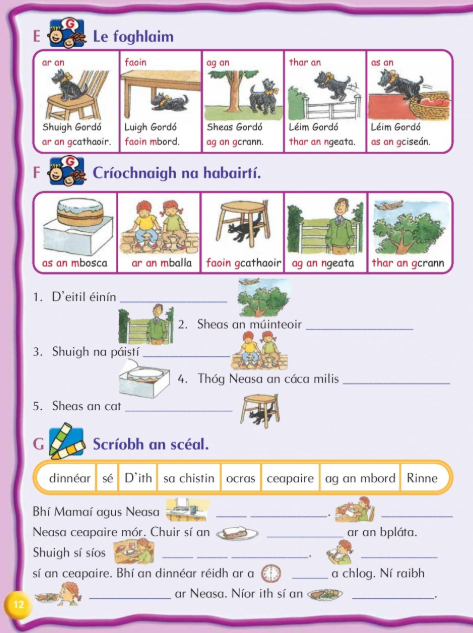 E G Le foghlaim
ar an faoin ag an thar an as an
Shuigh Gordó Luigh Gordó Sheas Gordó Léim Gordó Léim Gordó
ar an gcathaoir. faoin mbord. ag an gcrann. thar an ngeata. as an gciseán.
F G Críochnaigh na habairtí.
as an mbosca ar an mballa faoin gcathaoir ag an ngeata thar an gcrann
1. D'eitil éinín
2. Sheas an múinteoir
3. Shuigh na páistí
4. Thóg Neasa an cáca milis
5. Sheas an cat
G Scríobh an scéal.
dinnéar sé D'ith sa chistin ocras ceapaire ag an mbord Rinne
Bhí Mamaí agus Neasa .
Neasa ceapaire mór. Chuir sí an ar an bpláta.
Shuigh sí síos .
sí an ceapaire. Bhí an dinnéar réidh ar a a chlog. Ní raibh
ar Neasa. Níor ith sí an .
12